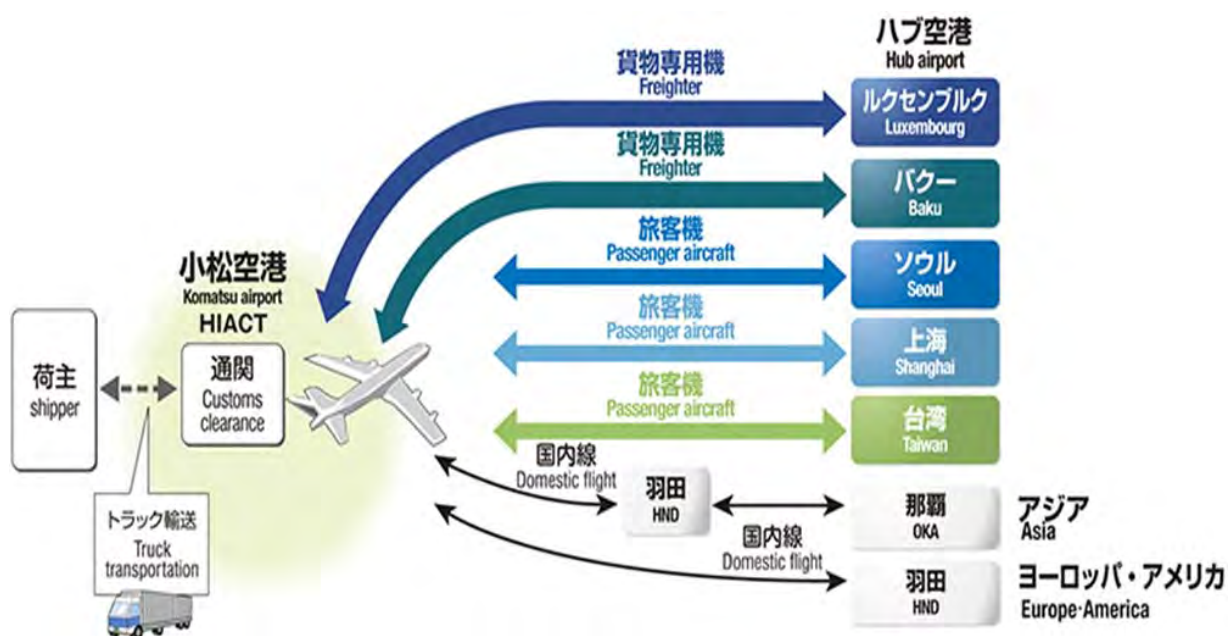 ハブ空港
Hub airport
貨物専用機
Freighter
ルクセンブルク
Luxembourg
貨物専用機
Freighter
バクー
Baku
旅客機
Passenger aircraft
ソウル
Seoul
小松空港
Komatsu airport
HIACT
旅客機
Passenger aircraft
上海
Shanghai
荷主
shipper
通関
Customs
clearance
旅客機
Passenger aircraft
台湾
Taiwan
国内線
Domestic flight
羽田
HND
那覇
OKA
アジア
Asia
トラック輸送
Truck
transportation
国内線
Domestic flight
羽田
HND
ヨーロッパ・アメリカ
Europe·America